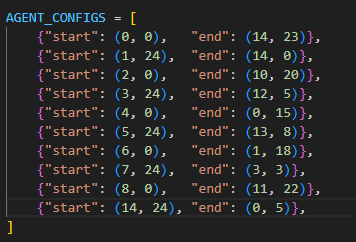 AGENT_CONFIGS = [
    {"start": (0, 0),   "end": (14, 23)},
    {"start": (1, 24),  "end": (14, 0)},
    {"start": (2, 0),   "end": (10, 20)},
    {"start": (3, 24),  "end": (12, 5)},
    {"start": (4, 0),   "end": (0, 15)},
    {"start": (5, 24),  "end": (13, 8)},
    {"start": (6, 0),   "end": (1, 18)},
    {"start": (7, 24),  "end": (3, 3)},
    {"start": (8, 0),   "end": (11, 22)},
    {"start": (14, 24), "end": (0, 5)},
]